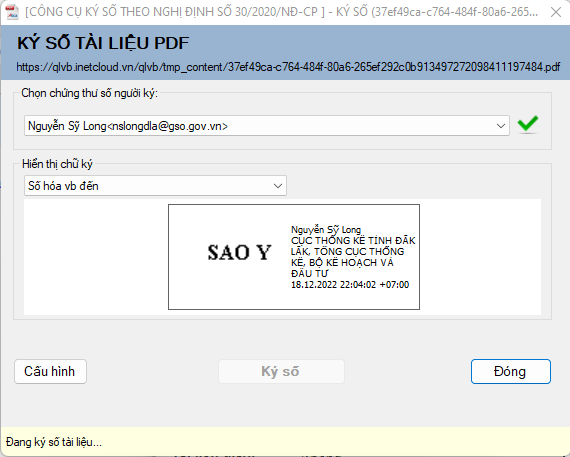 [CÔNG CỤ KÝ SỐ THEO NGHỊ ĐỊNH SỐ 30/2020/NĐ-CP ] - KÝ SỐ (37ef49ca-c764-484f-80a6-265...
KÝ SỐ TÀI LIỆU PDF
https://qlvb.inetcloud.vn/qlvb/tmp_content/37ef49ca-c764-484f-80a6-265ef292c0b913497272098411197484.pdf
Chọn chứng thư số người ký:
Nguyễn Sỹ Long<nslongdla@gso.gov.vn>
Hiển thị chữ ký
Số hóa vb đến
SAO Y
Nguyễn Sỹ Long
CỤC THỐNG KÊ TỈNH ĐĂK
LĂK, TỔNG CỤC THỐNG
KÊ, BỘ KẾ HOẠCH VÀ
ĐẦU TƯ
18.12.2022 22:04:02 +07:00
Cấu hình
Ký số
Đóng
Đang ký số tài liệu...